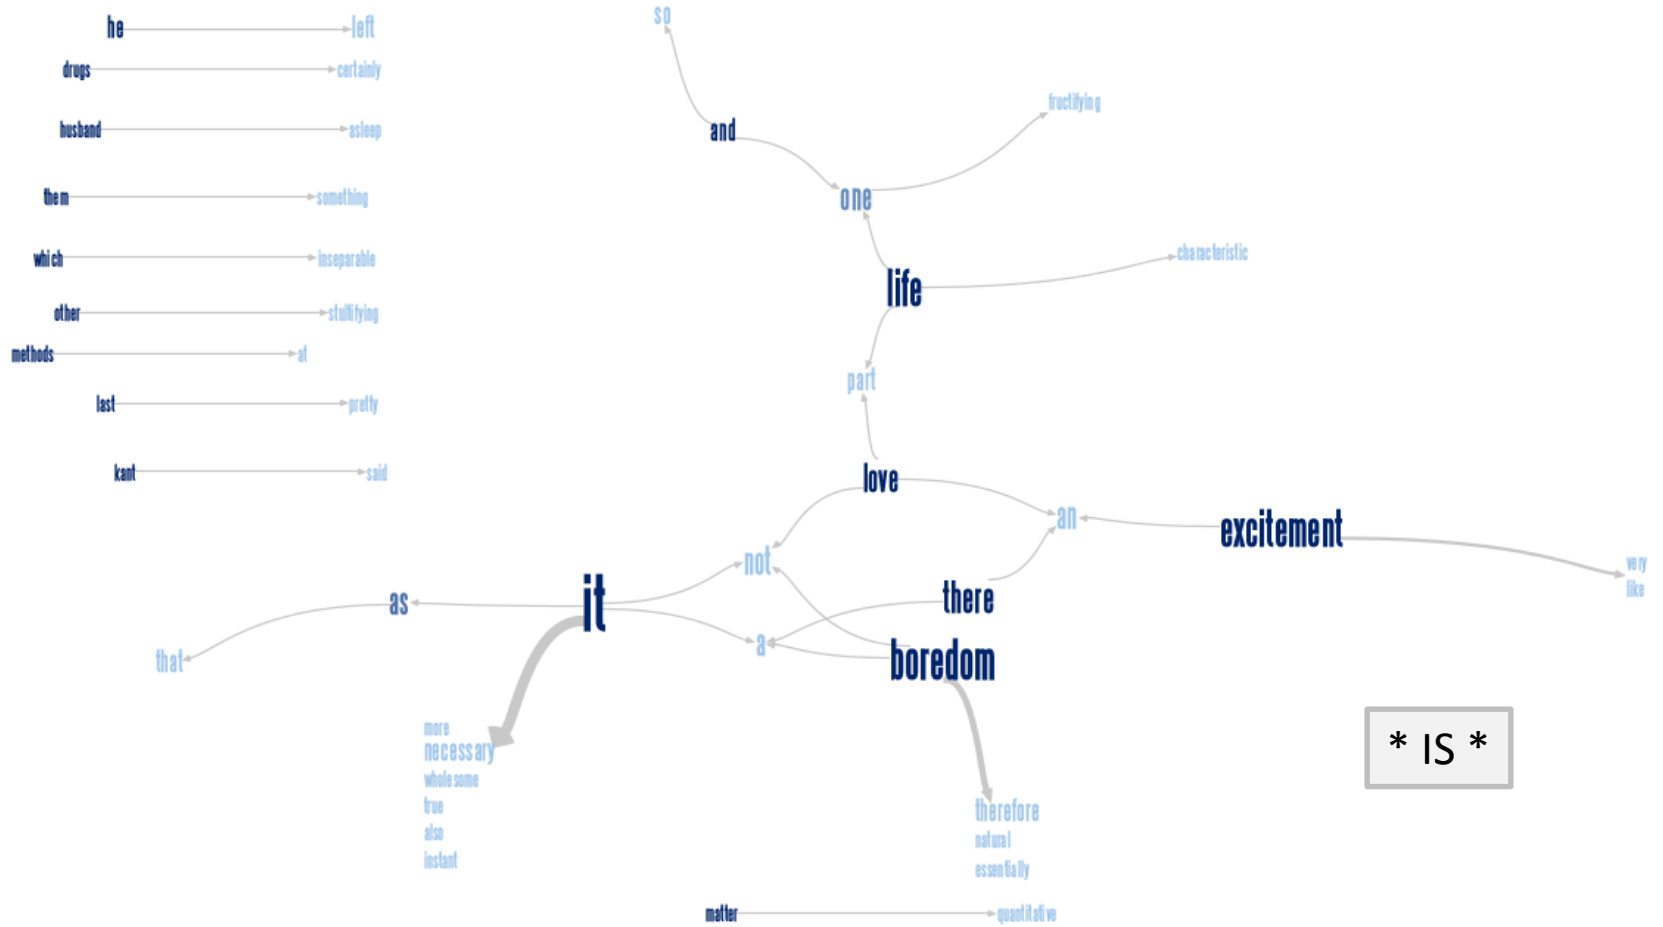 he left
drugs certainly
husband asleep
them something
which inseparable
other stultifying
methods at
last pretty
kant said
so
and
fructifying
one
characteristic
life
part
love
an
excitement
very
like
not
it
as
there
a
boredom
that
more
necessary
wholesome
true
also
instant
therefore
natural
essentially
* IS *
matter quantitative